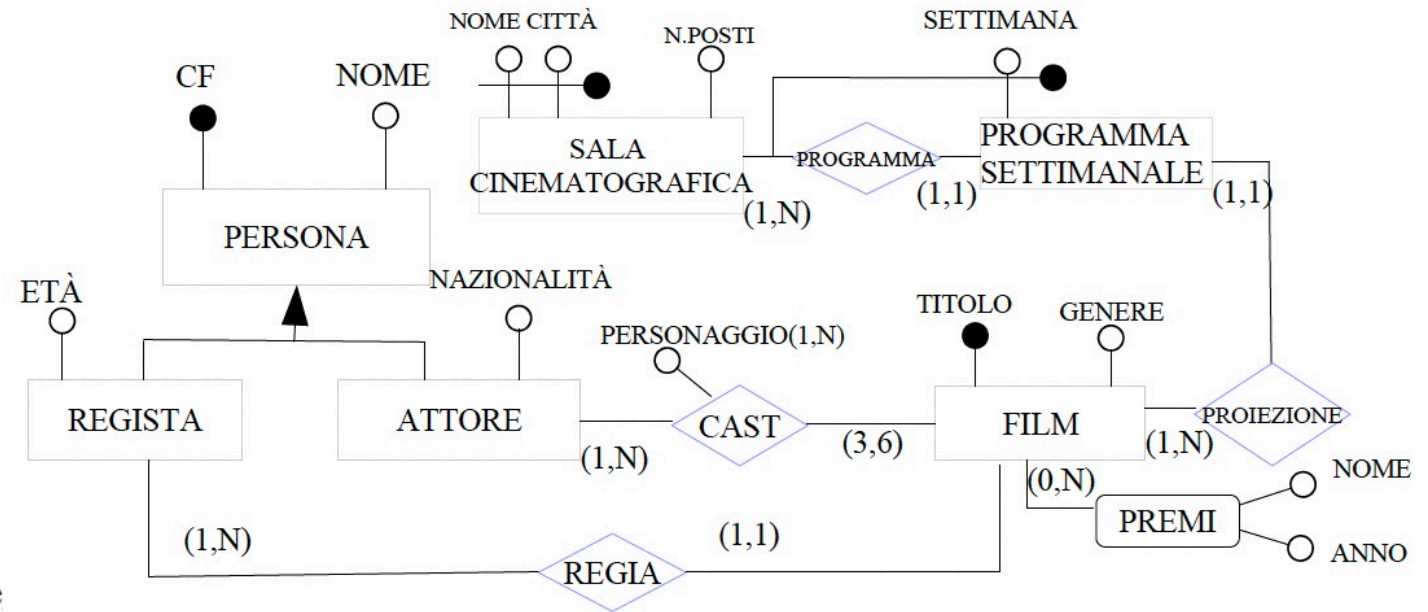 NOME CITTÀ
N.POSTI
SETTIMANA
CF
NOME
SALA
CINEMATOGRAFICA
(1,N)
PROGRAMMA
(1,1)
PROGRAMMA
SETTIMANALE
(1,1)
PERSONA
ETÀ
NAZIONALITÀ
PERSONAGGIO(1,N)
TITOLO
GENERE
REGISTA
ATTORE
(1,N)
CAST
(3,6)
FILM
(1,N)
PROIEZIONE
(0,N)
PREMI
NOME
ANNO
(1,N)
REGIA
(1,1)